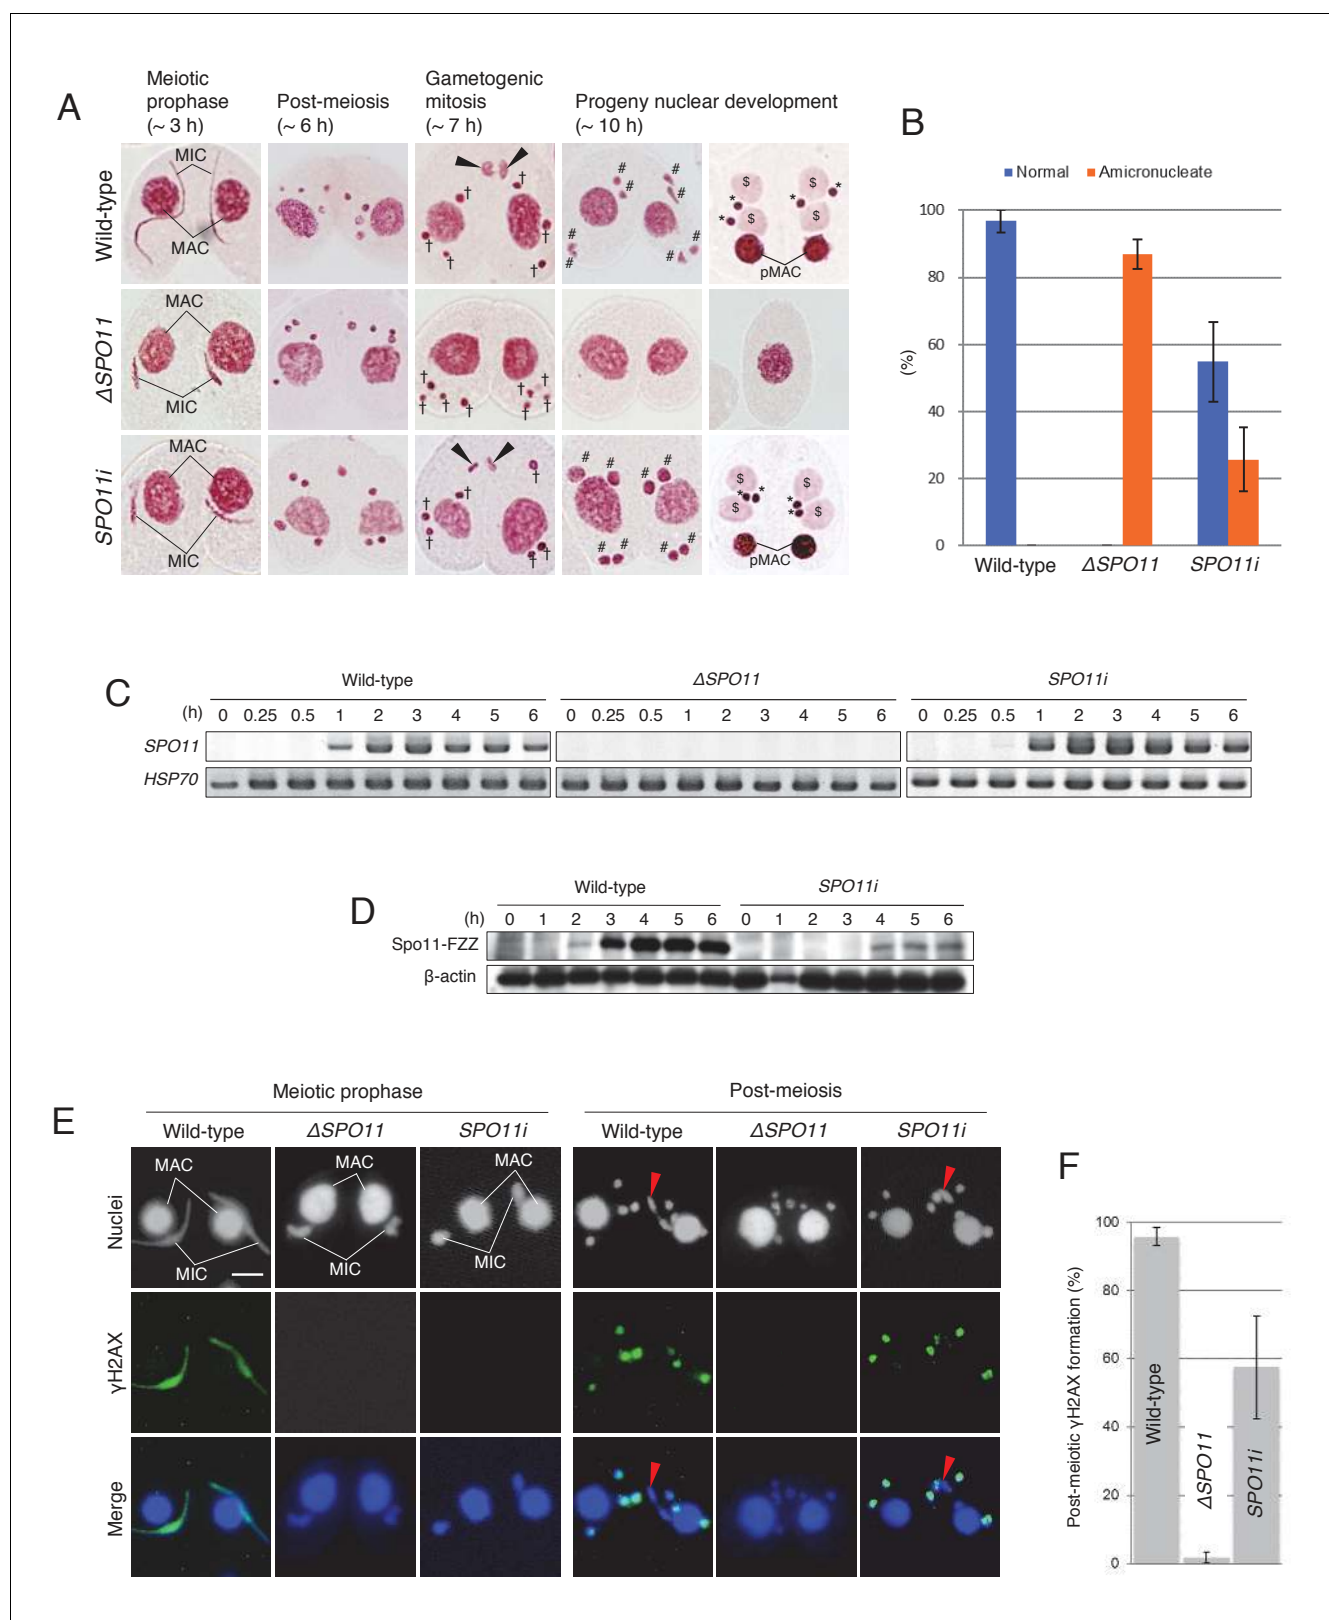 A
Meiotic prophase (~ 3 h)
Post-meiosis (~ 6 h)
Gametogenic mitosis (~ 7 h)
Progeny nuclear development (~ 10 h)
Wild-type
MIC
MAC
† † † † † †
# # # # # # # #
$ $ $ $
* * * *
pMAC
ΔSPO11
MAC
MIC
† † † † † † † †
SPO11i
MAC
MIC
† † † † † †
# # # # # # # #
$ $ $ $
* * * *
pMAC
B
Normal Amicronucleate
100
80
60
40
20
0
(%)
Wild-type ΔSPO11 SPO11i
C
Wild-type ΔSPO11 SPO11i
(h) 0 0.25 0.5 1 2 3 4 5 6 0 0.25 0.5 1 2 3 4 5 6 0 0.25 0.5 1 2 3 4 5 6
SPO11
HSP70
D
Wild-type SPO11i
(h) 0 1 2 3 4 5 6 0 1 2 3 4 5 6
Spo11-FZZ
β-actin
E
Meiotic prophase Post-meiosis
Wild-type ΔSPO11 SPO11i Wild-type ΔSPO11 SPO11i
Nuclei
MAC MAC MAC
MIC MIC MIC
γH2AX
Merge
F
Post-meiotic γH2AX formation (%)
100
80
60
40
20
0
Wild-type
ΔSPO11
SPO11i